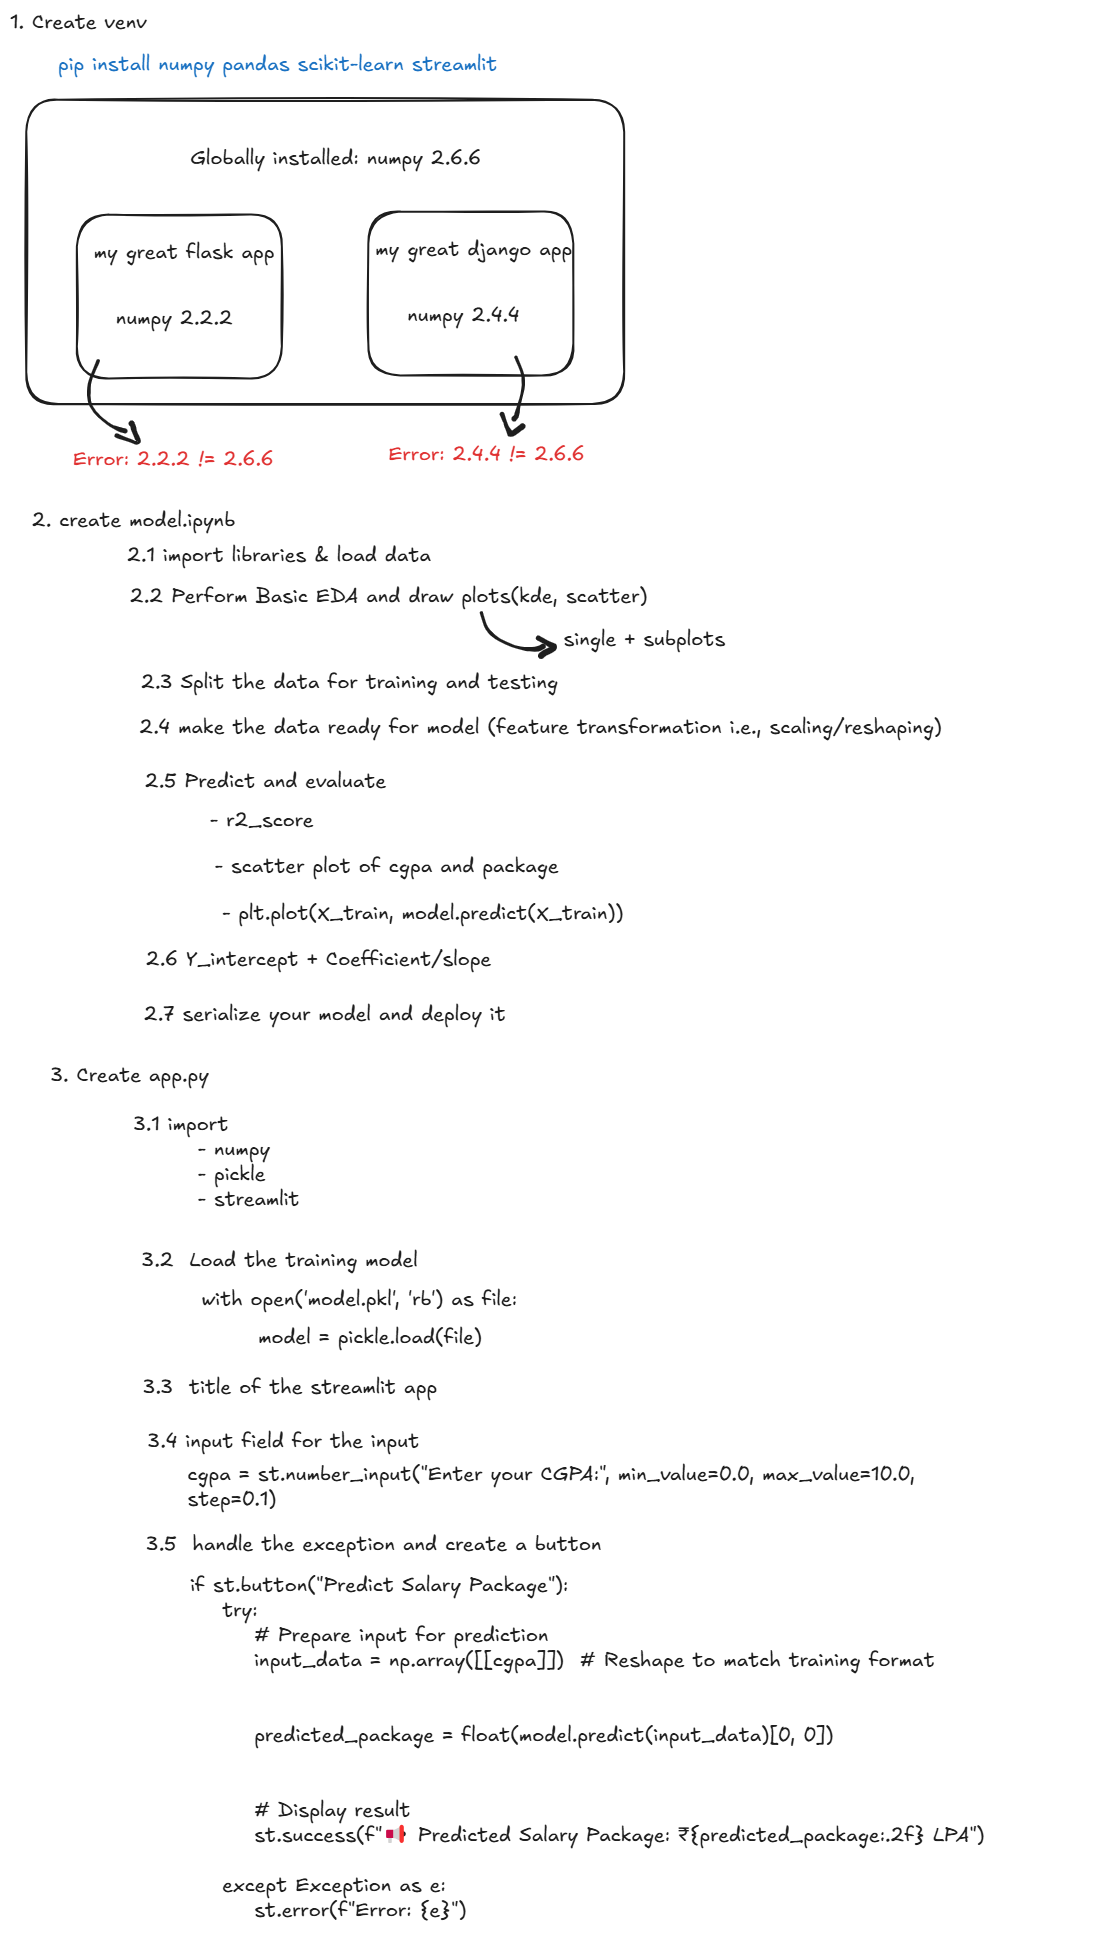 1. Create venv
pip install numpy pandas scikit-learn streamlit
Globally installed: numpy 2.6.6
my great flask app
numpy 2.2.2
my great django app
numpy 2.4.4
Error: 2.2.2 != 2.6.6
Error: 2.4.4 != 2.6.6
2. create model.ipynb
2.1 import libraries & load data
2.2 Perform Basic EDA and draw plots(kde, scatter)
single + subplots
2.3 Split the data for training and testing
2.4 make the data ready for model (feature transformation i.e., scaling/reshaping)
2.5 Predict and evaluate
- r2_score
- scatter plot of cgpa and package
- plt.plot(X_train, model.predict(X_train))
2.6 Y_intercept + Coefficient/slope
2.7 serialize your model and deploy it
3. Create app.py
3.1 import
- numpy
- pickle
- streamlit
3.2 Load the training model
with open('model.pkl', 'rb') as file:
model = pickle.load(file)
3.3 title of the streamlit app
3.4 input field for the input
cgpa = st.number_input("Enter your CGPA:", min_value=0.0, max_value=10.0,
step=0.1)
3.5 handle the exception and create a button
if st.button("Predict Salary Package"):
try:
# Prepare input for prediction
input_data = np.array([[cgpa]]) # Reshape to match training format
predicted_package = float(model.predict(input_data)[0, 0])
# Display result
st.success(f"📢 Predicted Salary Package: ₹{predicted_package:.2f} LPA")
except Exception as e:
st.error(f"Error: {e}")